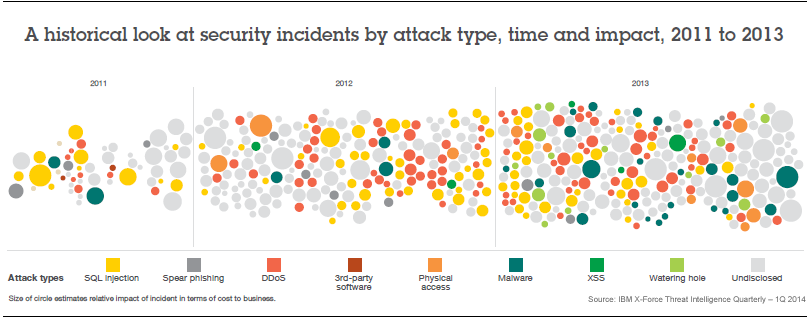 A historical look at security incidents by attack type, time and impact, 2011 to 2013
2011 2012 2013
Attack types SQL injection Spear phishing DDoS 3rd-party software Physical access Malware XSS Watering hole Undisclosed
Size of circle estimates relative impact of incident in terms of cost to business.
Source: IBM X-Force Threat Intelligence Quarterly – 1Q 2014